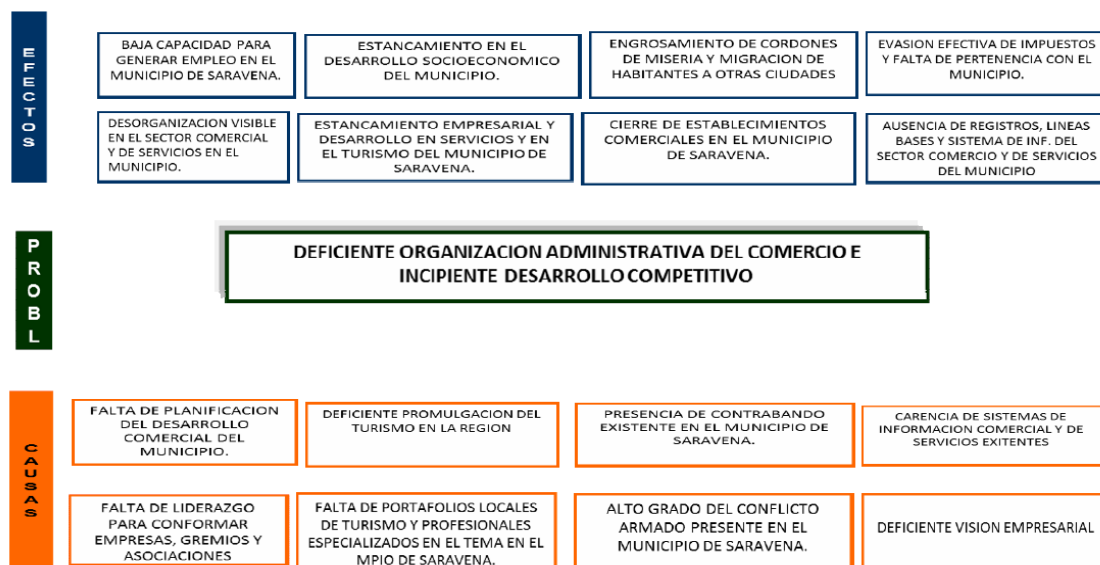 EFECTOS
BAJA CAPACIDAD PARA
GENERAR EMPLEO EN EL
MUNICIPIO DE SARAVENA.
ESTANCAMIENTO EN EL
DESARROLLO SOCIOECONOMICO
DEL MUNICIPIO.
ENGROSAMIENTO DE CORDONES
DE MISERIA Y MIGRACION DE
HABITANTES A OTRAS CIUDADES
EVASION EFECTIVA DE IMPUESTOS
Y FALTA DE PERTENENCIA CON EL
MUNICIPIO.
DESORGANIZACION VISIBLE
EN EL SECTOR COMERCIAL
Y DE SERVICIOS EN EL
MUNICIPIO.
ESTANCAMIENTO EMPRESARIAL Y
DESARROLLO EN SERVICIOS Y EN
EL TURISMO DEL MUNICIPIO DE
SARAVENA.
CIERRE DE ESTABLECIMIENTOS
COMERCIALES EN EL MUNICIPIO
DE SARAVENA.
AUSENCIA DE REGISTROS, LINEAS
BASES Y SISTEMA DE INF. DEL
SECTOR COMERCIO Y DE SERVICIOS
DEL MUNICIPIO
PROBL
DEFICIENTE ORGANIZACION ADMINISTRATIVA DEL COMERCIO E
INCIPIENTE DESARROLLO COMPETITIVO
CAUSAS
FALTA DE PLANIFICACION
DEL DESARROLLO
COMERCIAL DEL
MUNICIPIO.
DEFICIENTE PROMULGACION DEL
TURISMO EN LA REGION
PRESENCIA DE CONTRABANDO
EXISTENTE EN EL MUNICIPIO DE
SARAVENA.
CARENCIA DE SISTEMAS DE
INFORMACION COMERCIAL Y DE
SERVICIOS EXITENTES
FALTA DE LIDERAZGO
PARA CONFORMAR
EMPRESAS, GREMIOS Y
ASOCIACIONES
FALTA DE PORTAFOLIOS LOCALES
DE TURISMO Y PROFESIONALES
ESPECIALIZADOS EN EL TEMA EN EL
MPIO DE SARAVENA.
ALTO GRADO DEL CONFLICTO
ARMADO PRESENTE EN EL
MUNICIPIO DE SARAVENA.
DEFICIENTE VISION EMPRESARIAL